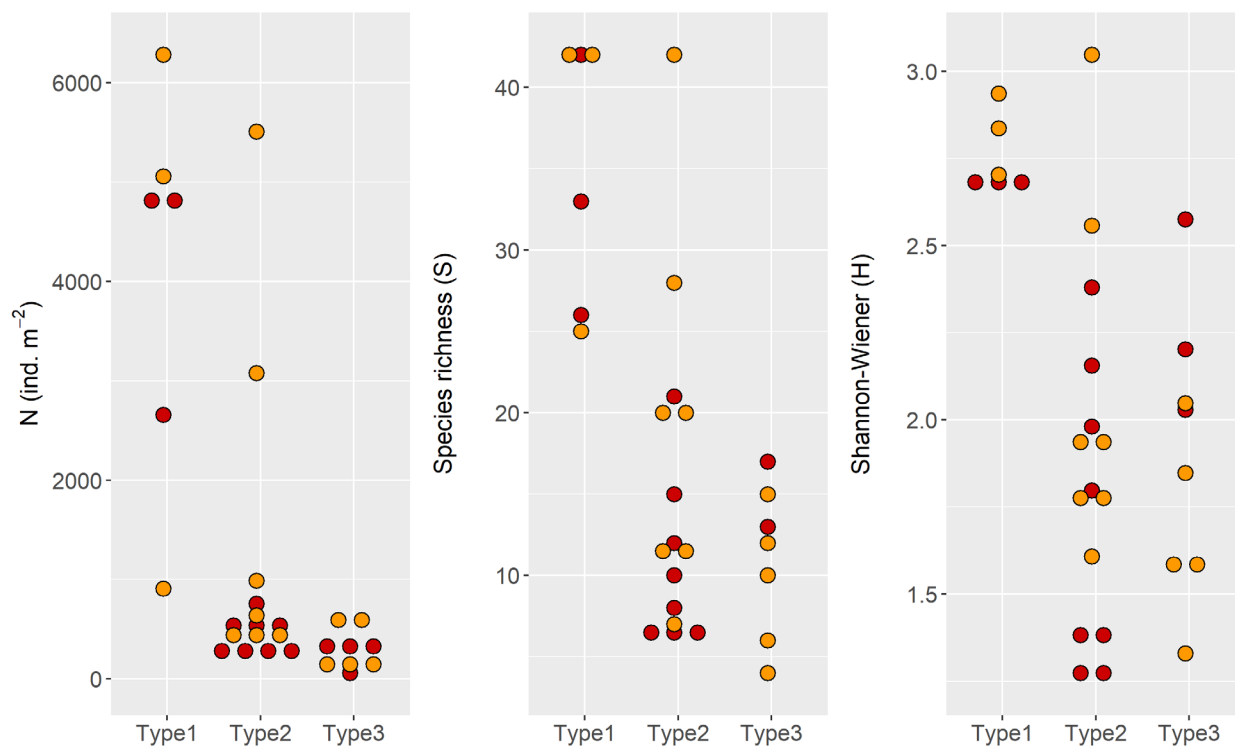 N (ind. m⁻²)
6000
4000
2000
0
Type1 Type2 Type3
Species richness (S)
40
30
20
10
Type1 Type2 Type3
Shannon-Wiener (H)
3.0
2.5
2.0
1.5
Type1 Type2 Type3